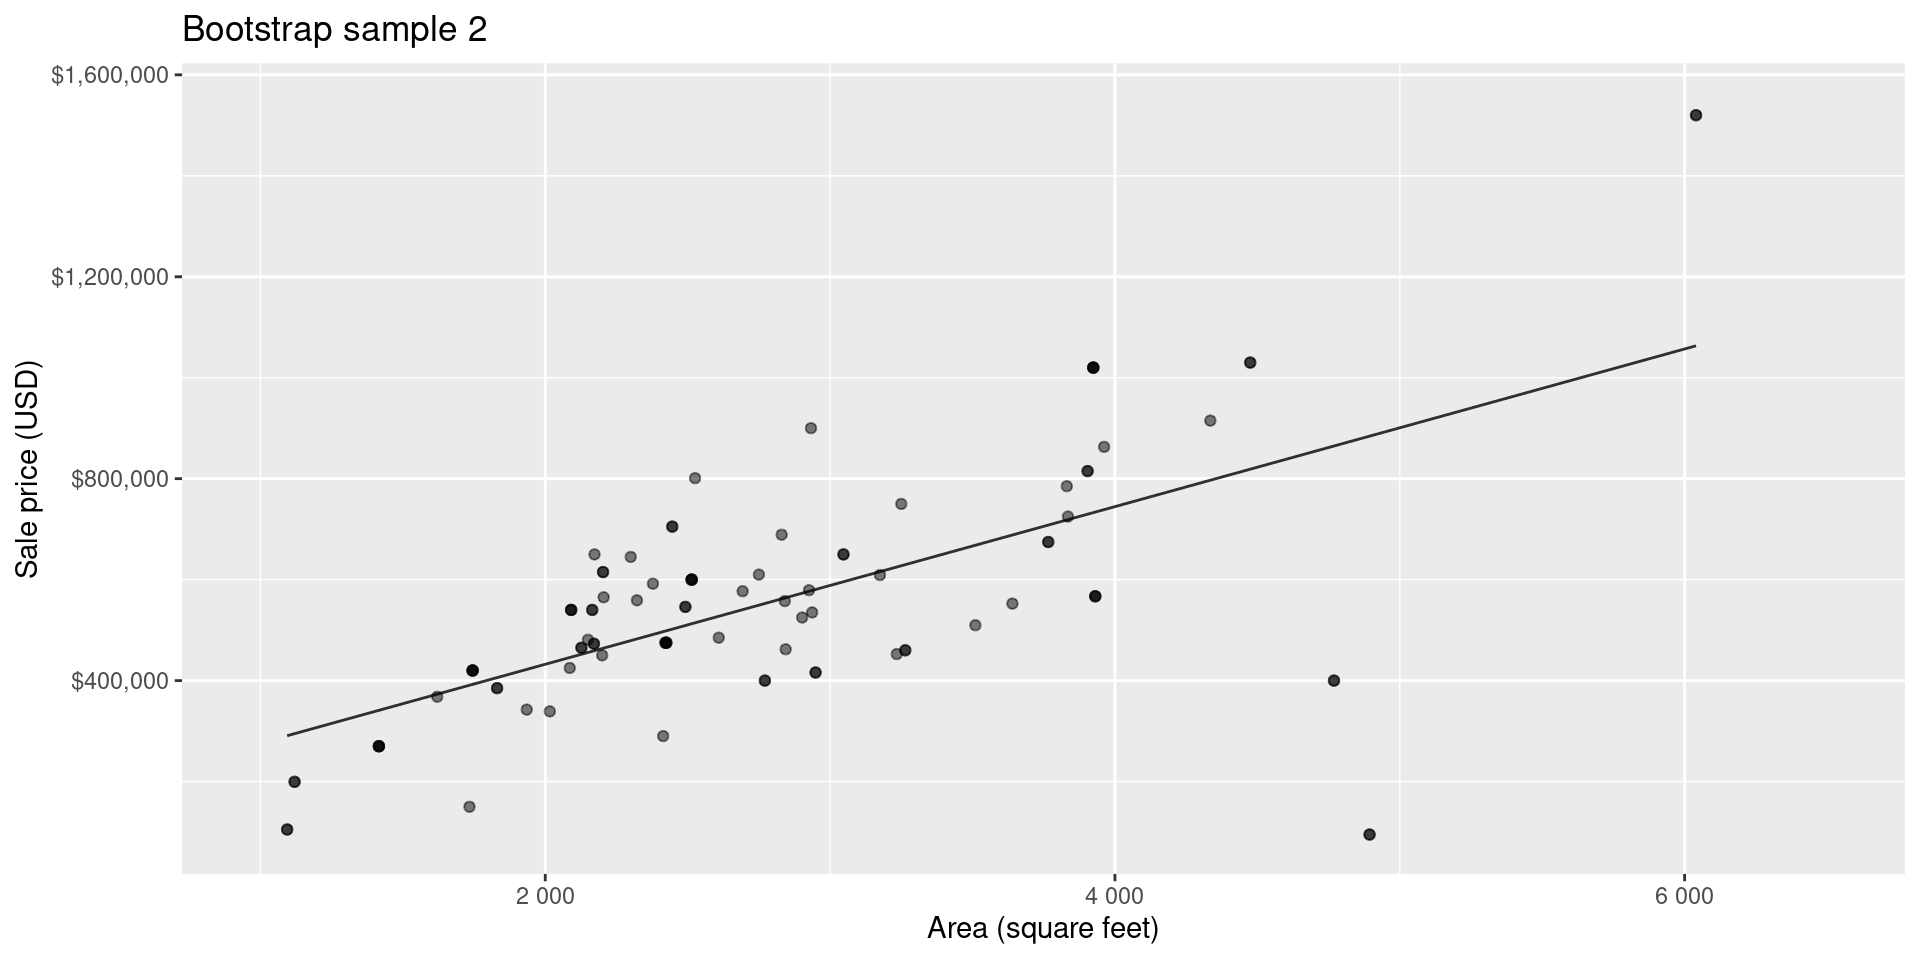 Bootstrap sample 2
$1,600,000
$1,200,000
$800,000
$400,000
Sale price (USD)
2 000
4 000
6 000
Area (square feet)